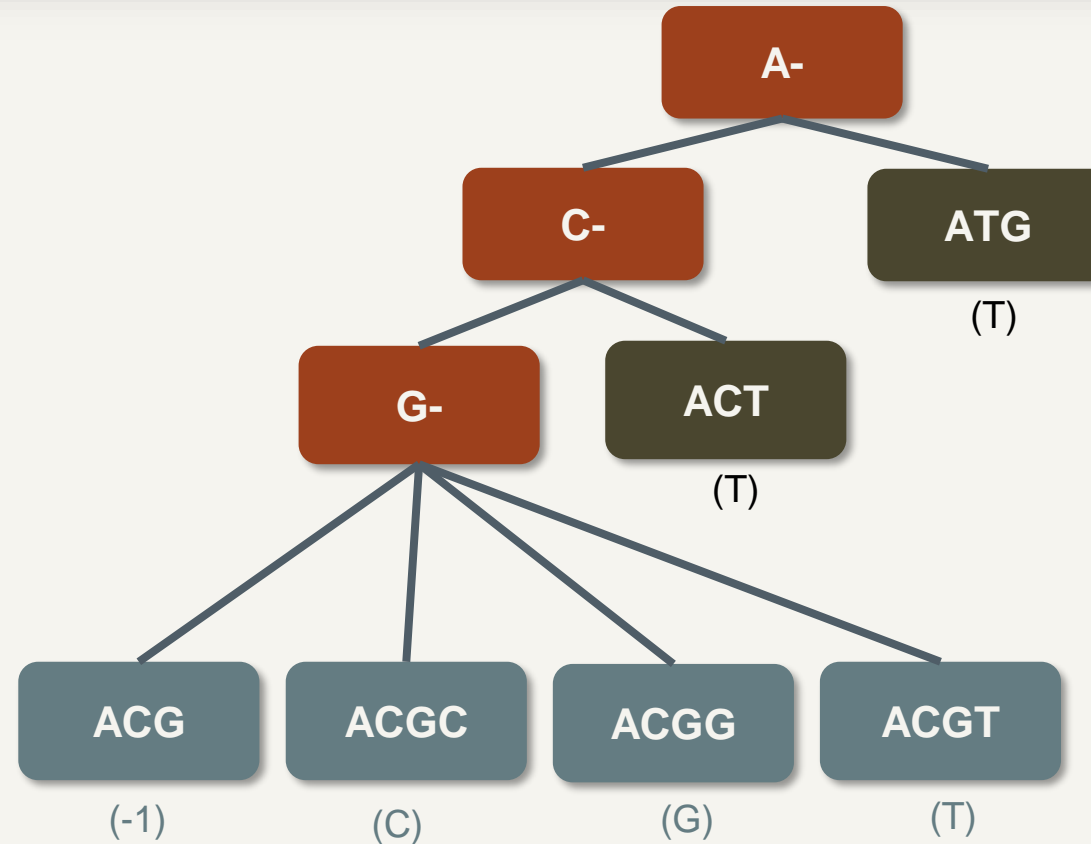 A-
C-
ATG
(T)
G-
ACT
(T)
ACG
ACGC
ACGG
ACGT
(-1)
(C)
(G)
(T)